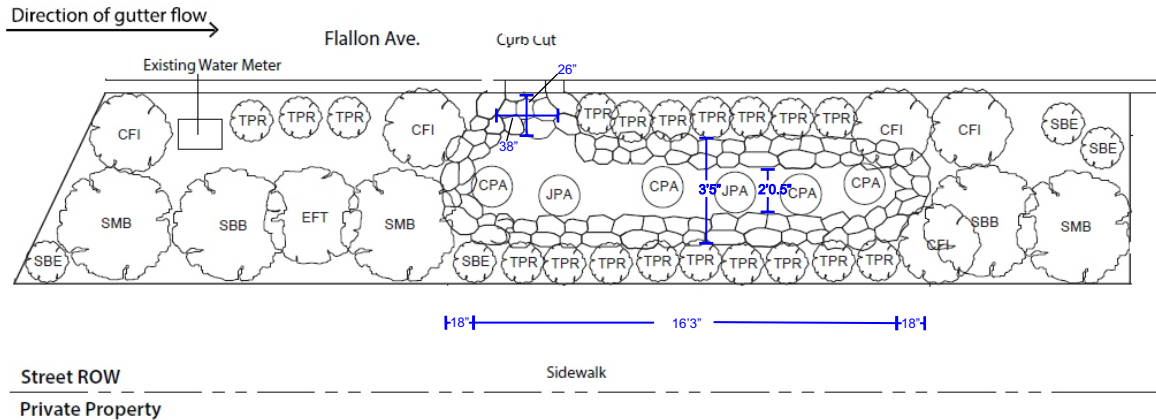 Direction of gutter flow
Flallon Ave.
Curb Cut
Existing Water Meter
26"
CFI
TPR
TPR
TPR
CFI
TPR
TPR
TPR
TPR
TPR
TPR
TPR
CFI
CFI
SBE
SBE
38"
CPA
JPA
CPA
3'5"
JPA
2'0.5"
CPA
CPA
SMB
SBB
EFT
SMB
SBB
SMB
CFI
SBE
SBE
TPR
TPR
TPR
TPR
TPR
TPR
TPR
TPR
TPR
18"
16'3"
18"
Sidewalk
Street ROW
Private Property